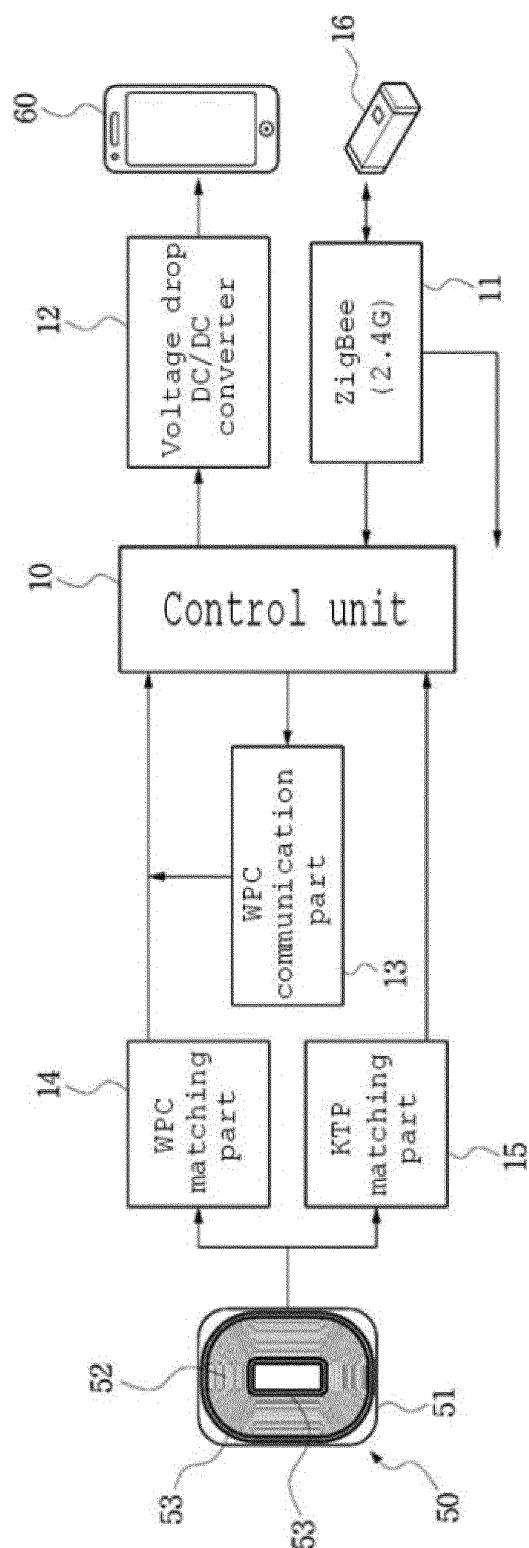 50
51
52
53
53
14
WPC
matching
part
KTP
matching
part
15
WPC
communication
part
13
10
Control unit
12
Voltage drop
DC/DC
converter
ZigBee
(2.4G)
11
60
16